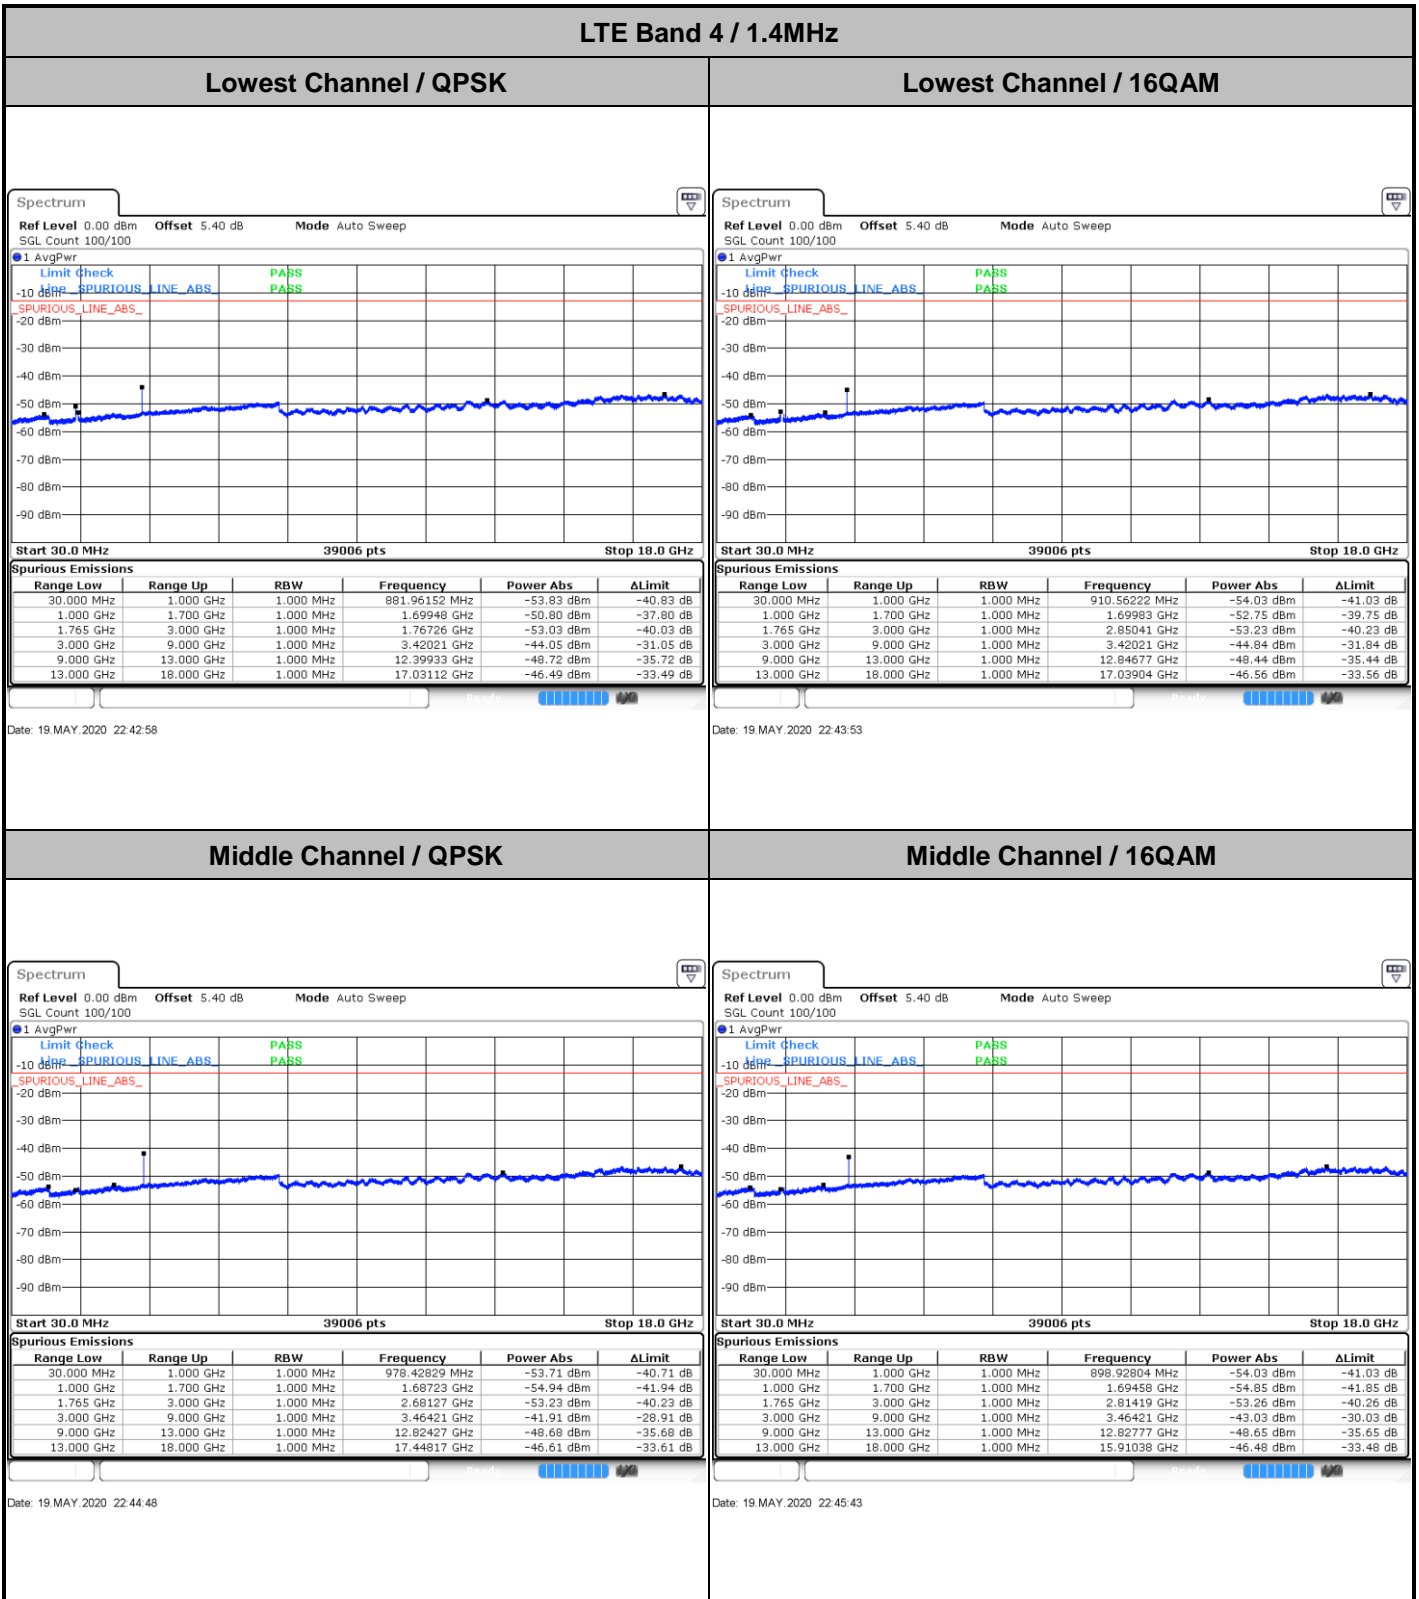 LTE Band 4 / 1.4MHz
Lowest Channel / QPSK
Lowest Channel / 16QAM
Spectrum
Ref Level 0.00 dBm Offset 5.40 dB Mode Auto Sweep
SGL Count 100/100
1 AvgPwr
Limit Check PASS
Line _SPURIOUS_LINE_ABS_ PASS
-10 dBm
_SPURIOUS_LINE_ABS_
-20 dBm
-30 dBm
-40 dBm
-50 dBm
-60 dBm
-70 dBm
-80 dBm
-90 dBm
Start 30.0 MHz 39006 pts Stop 18.0 GHz
Spurious Emissions
Range Low Range Up RBW Frequency Power Abs ΔLimit
30.000 MHz 1.000 GHz 1.000 MHz 881.96152 MHz -53.83 dBm -40.83 dB
1.000 GHz 1.700 GHz 1.000 MHz 1.69948 GHz -50.80 dBm -37.80 dB
1.765 GHz 3.000 GHz 1.000 MHz 1.76726 GHz -53.03 dBm -40.03 dB
3.000 GHz 9.000 GHz 1.000 MHz 3.42021 GHz -44.05 dBm -31.05 dB
9.000 GHz 13.000 GHz 1.000 MHz 12.39933 GHz -48.72 dBm -35.72 dB
13.000 GHz 18.000 GHz 1.000 MHz 17.03112 GHz -46.49 dBm -33.49 dB
Ready
Date: 19.MAY.2020 22:42:58
Spectrum
Ref Level 0.00 dBm Offset 5.40 dB Mode Auto Sweep
SGL Count 100/100
1 AvgPwr
Limit Check PASS
Line _SPURIOUS_LINE_ABS_ PASS
-10 dBm
_SPURIOUS_LINE_ABS_
-20 dBm
-30 dBm
-40 dBm
-50 dBm
-60 dBm
-70 dBm
-80 dBm
-90 dBm
Start 30.0 MHz 39006 pts Stop 18.0 GHz
Spurious Emissions
Range Low Range Up RBW Frequency Power Abs ΔLimit
30.000 MHz 1.000 GHz 1.000 MHz 910.56222 MHz -54.03 dBm -41.03 dB
1.000 GHz 1.700 GHz 1.000 MHz 1.69983 GHz -52.75 dBm -39.75 dB
1.765 GHz 3.000 GHz 1.000 MHz 2.85041 GHz -53.23 dBm -40.23 dB
3.000 GHz 9.000 GHz 1.000 MHz 3.42021 GHz -44.84 dBm -31.84 dB
9.000 GHz 13.000 GHz 1.000 MHz 12.84677 GHz -48.44 dBm -35.44 dB
13.000 GHz 18.000 GHz 1.000 MHz 17.03904 GHz -46.56 dBm -33.56 dB
Date: 19.MAY.2020 22:43:53
Middle Channel / QPSK
Middle Channel / 16QAM
Spectrum
Ref Level 0.00 dBm Offset 5.40 dB Mode Auto Sweep
SGL Count 100/100
1 AvgPwr
Limit Check PASS
Line _SPURIOUS_LINE_ABS_ PASS
-10 dBm
_SPURIOUS_LINE_ABS_
-20 dBm
-30 dBm
-40 dBm
-50 dBm
-60 dBm
-70 dBm
-80 dBm
-90 dBm
Start 30.0 MHz 39006 pts Stop 18.0 GHz
Spurious Emissions
Range Low Range Up RBW Frequency Power Abs ΔLimit
30.000 MHz 1.000 GHz 1.000 MHz 978.42829 MHz -53.71 dBm -40.71 dB
1.000 GHz 1.700 GHz 1.000 MHz 1.68723 GHz -54.94 dBm -41.94 dB
1.765 GHz 3.000 GHz 1.000 MHz 2.68127 GHz -53.23 dBm -40.23 dB
3.000 GHz 9.000 GHz 1.000 MHz 3.46421 GHz -41.91 dBm -28.91 dB
9.000 GHz 13.000 GHz 1.000 MHz 12.82427 GHz -48.68 dBm -35.68 dB
13.000 GHz 18.000 GHz 1.000 MHz 17.44817 GHz -46.61 dBm -33.61 dB
Ready
Date: 19.MAY.2020 22:44:48
Spectrum
Ref Level 0.00 dBm Offset 5.40 dB Mode Auto Sweep
SGL Count 100/100
1 AvgPwr
Limit Check PASS
Line _SPURIOUS_LINE_ABS_ PASS
-10 dBm
_SPURIOUS_LINE_ABS_
-20 dBm
-30 dBm
-40 dBm
-50 dBm
-60 dBm
-70 dBm
-80 dBm
-90 dBm
Start 30.0 MHz 39006 pts Stop 18.0 GHz
Spurious Emissions
Range Low Range Up RBW Frequency Power Abs ΔLimit
30.000 MHz 1.000 GHz 1.000 MHz 898.92804 MHz -54.03 dBm -41.03 dB
1.000 GHz 1.700 GHz 1.000 MHz 1.69458 GHz -54.85 dBm -41.85 dB
1.765 GHz 3.000 GHz 1.000 MHz 2.81419 GHz -53.26 dBm -40.26 dB
3.000 GHz 9.000 GHz 1.000 MHz 3.46421 GHz -43.03 dBm -30.03 dB
9.000 GHz 13.000 GHz 1.000 MHz 12.82777 GHz -48.65 dBm -35.65 dB
13.000 GHz 18.000 GHz 1.000 MHz 15.91038 GHz -46.48 dBm -33.48 dB
Ready
Date: 19.MAY.2020 22:45:43